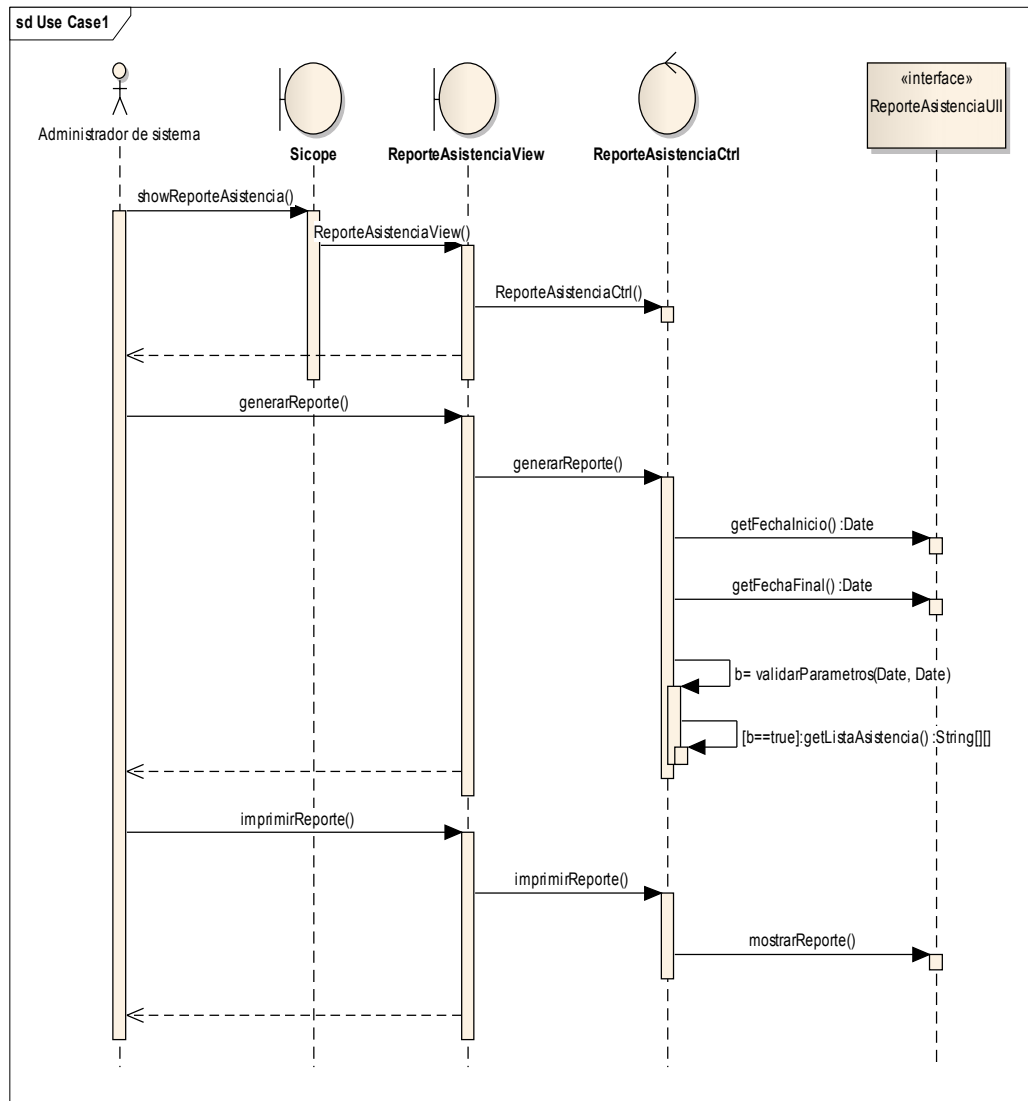 sd Use Case1
«interface»
ReporteAsistenciaUII
Administrador de sistema
Sicope
ReporteAsistenciaView
ReporteAsistenciaCtrl
showReporteAsistencia()
ReporteAsistenciaView()
ReporteAsistenciaCtrl()
generarReporte()
generarReporte()
getFechaInicio() :Date
getFechaFinal() :Date
b= validarParametros(Date, Date)
[b==true]:getListaAsistencia() :String[][]
imprimirReporte()
imprimirReporte()
mostrarReporte()